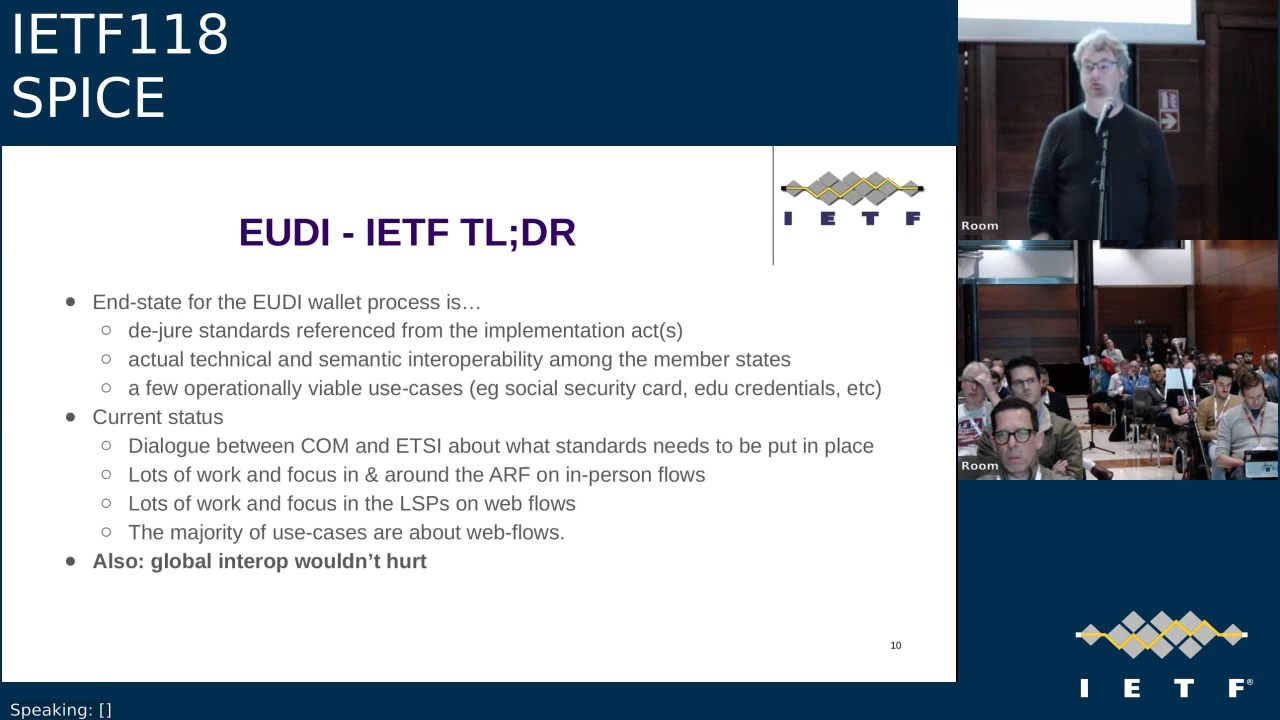 IETF118
SPICE
I E T F
EUDI - IETF TL;DR
● End-state for the EUDI wallet process is…
○ de-jure standards referenced from the implementation act(s)
○ actual technical and semantic interoperability among the member states
○ a few operationally viable use-cases (eg social security card, edu credentials, etc)
● Current status
○ Dialogue between COM and ETSI about what standards needs to be put in place
○ Lots of work and focus in & around the ARF on in-person flows
○ Lots of work and focus in the LSPs on web flows
○ The majority of use-cases are about web-flows.
● Also: global interop wouldn’t hurt
10
Room
Room
I E T F®
Speaking: []